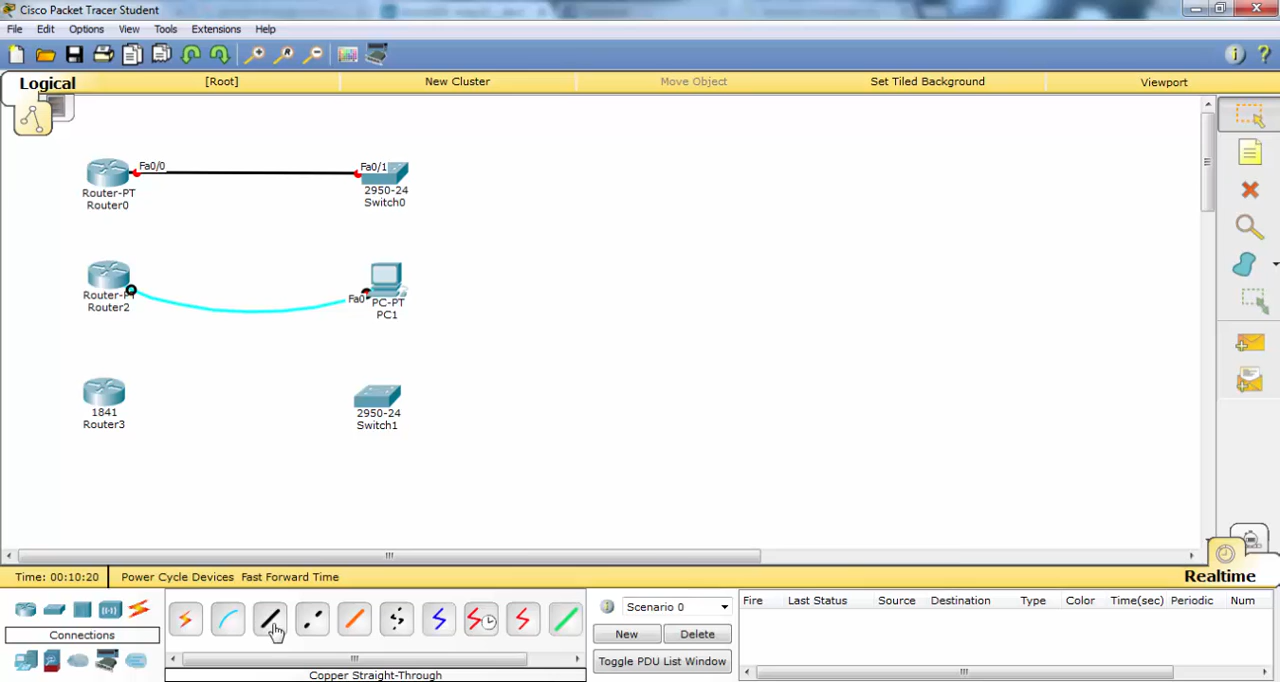 Cisco Packet Tracer Student
File Edit Options View Tools Extensions Help
Logical [Root] New Cluster Move Object Set Tiled Background Viewport
Fa0/0 Fa0/1
Router-PT
Router0
2950-24
Switch0
Router-PT
Router2
Fa0
PC-PT
PC1
1841
Router3
2950-24
Switch1
Time: 00:10:20 Power Cycle Devices Fast Forward Time Realtime
Connections
Copper Straight-Through
Scenario 0
New Delete
Toggle PDU List Window
Fire Last Status Source Destination Type Color Time(sec) Periodic Num